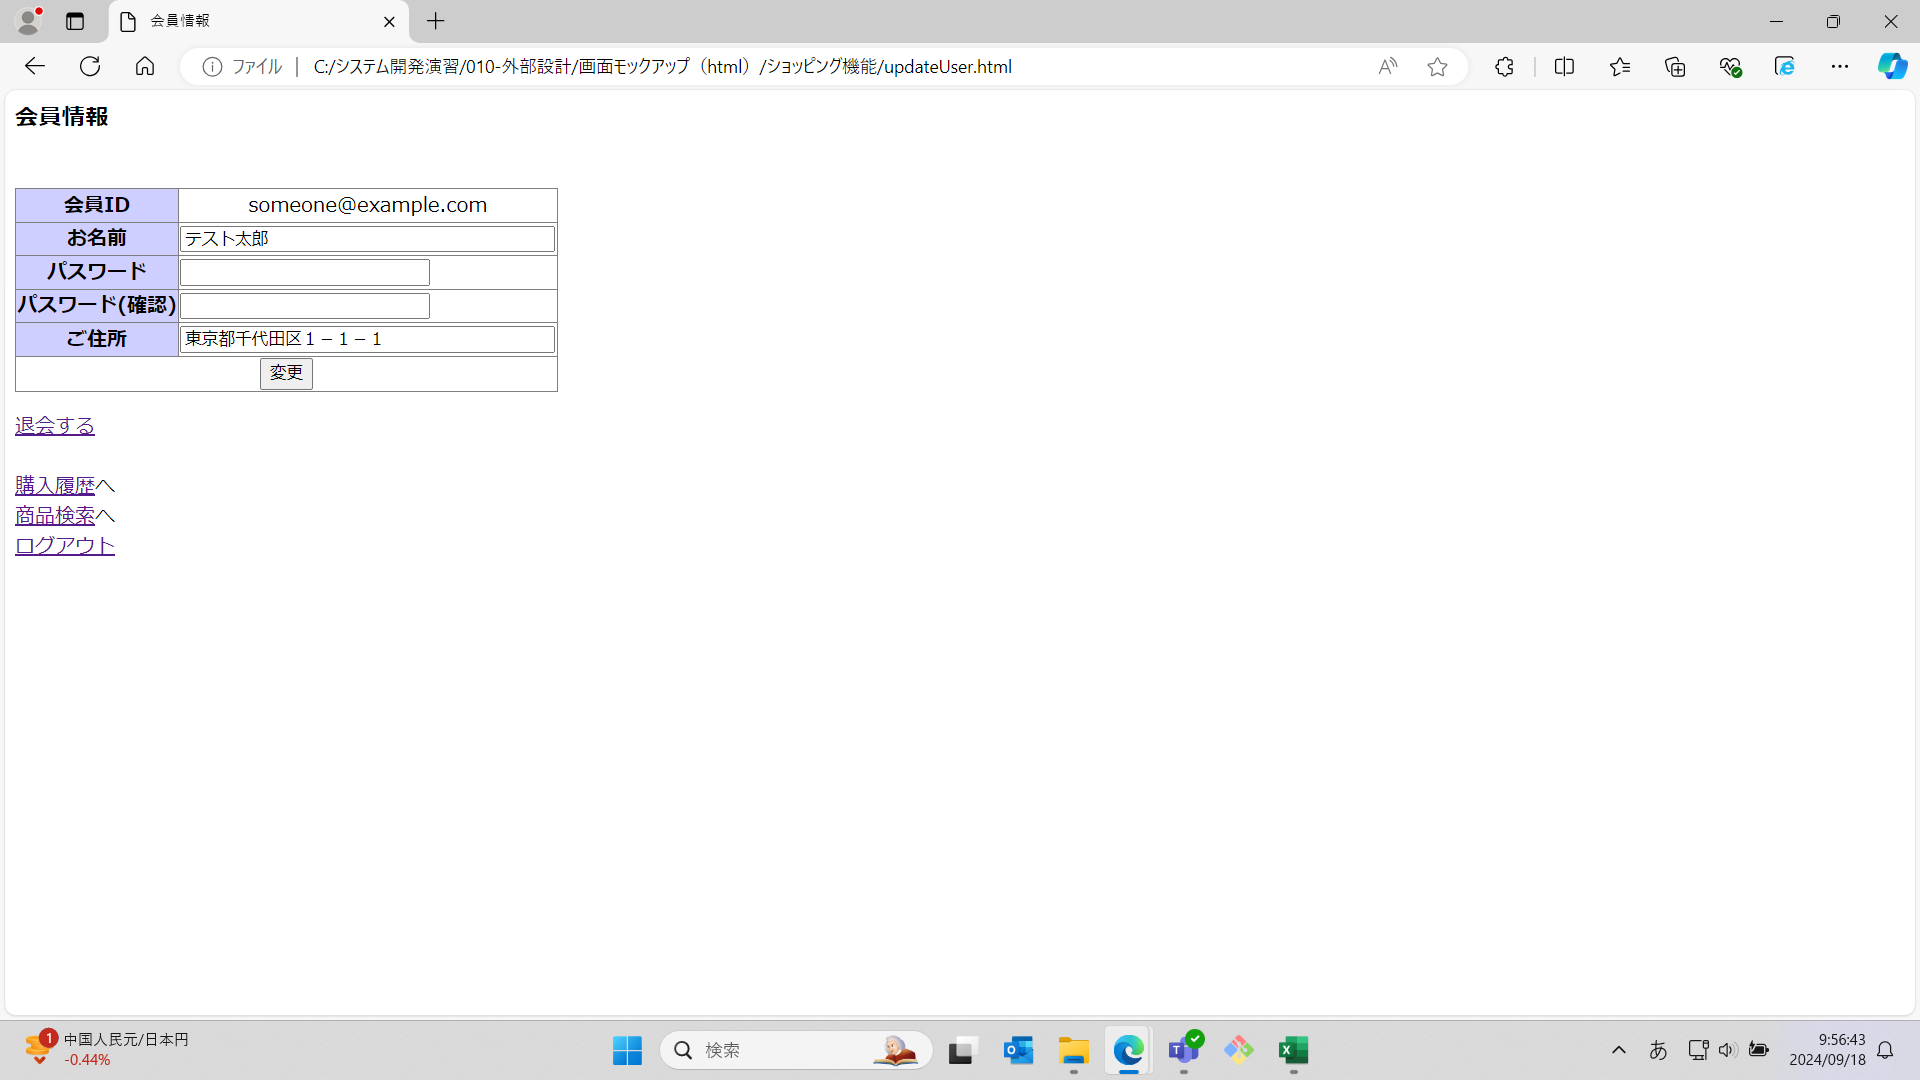 会員情報
ファイル
C:/システム開発演習/010-外部設計/画面モックアップ（html）/ショッピング機能/updateUser.html
会員情報
会員ID someone@example.com
お名前 テスト太郎
パスワード
パスワード(確認)
ご住所 東京都千代田区１－１－１
変更
退会する
購入履歴へ
商品検索へ
ログアウト
1
中国人民元/日本円
-0.44%
検索
あ
9:56:43
2024/09/18